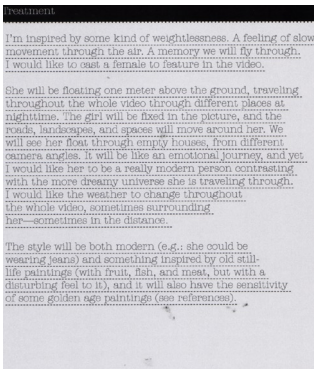 Treatment
I'm inspired by some kind of weightlessness. A feeling of slow
movement through the air. A memory we will fly through.
I would like to cast a female to feature in the video.
She will be floating one meter above the ground, traveling
throughout the whole video through different places at
nighttime. The girl will be fixed in the picture, and the
roads, landscapes, and spaces will move around her. We
will see her float through empty houses, from different
camera angles. It will be like an emotional journey, and yet
I would like her to be a really modern person contrasting
with the more dreamy universe she is traveling through.
I would like the weather to change throughout
the whole video, sometimes surrounding
her—sometimes in the distance.
The style will be both modern (e.g.: she could be
wearing jeans) and something inspired by old still-
life paintings (with fruit, fish, and meat, but with a
disturbing feel to it), and it will also have the sensitivity
of some golden age paintings (see references).